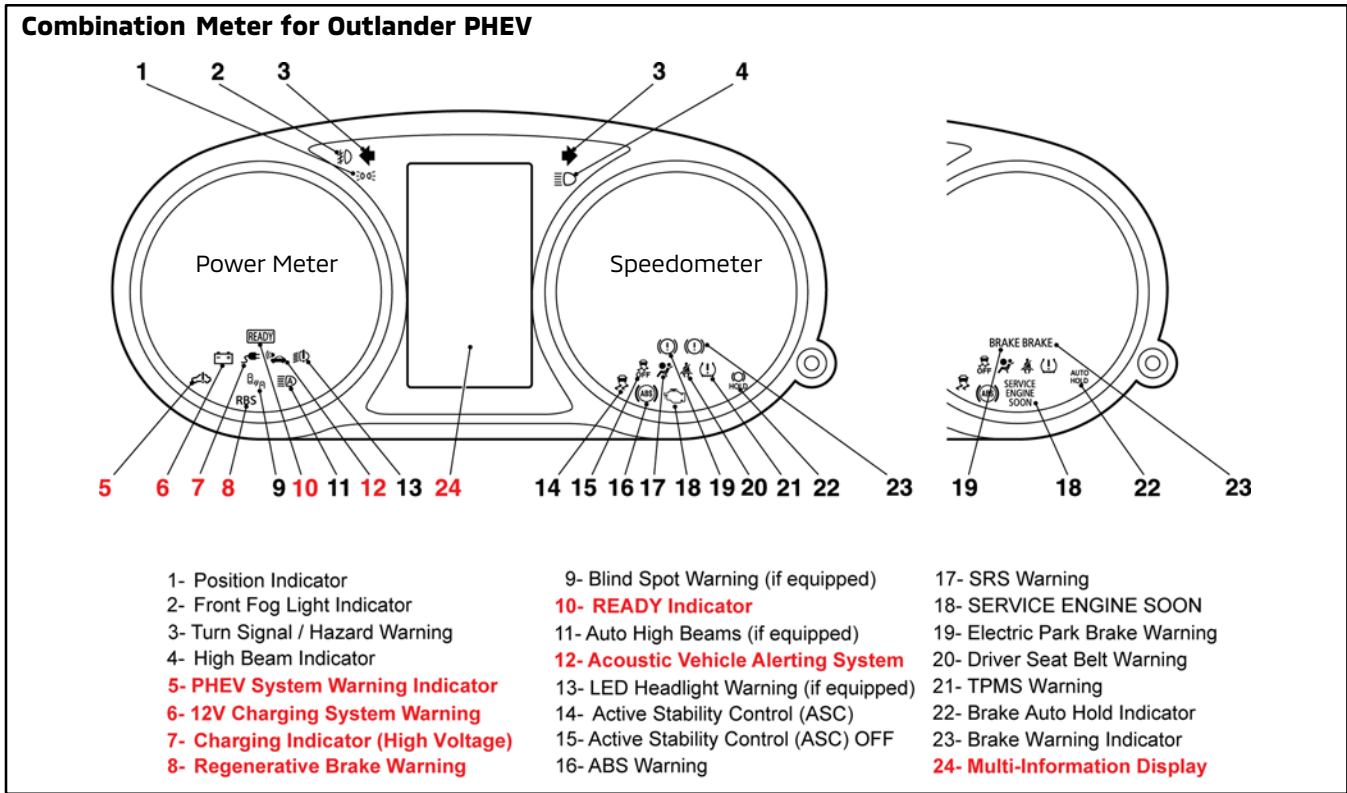 Combination Meter for Outlander PHEV
1 2 3 3 4
Power Meter
Speedometer
READY
RBS
OFF
ABS
HOLD
BRAKE BRAKE
OFF
ABS
SERVICE
ENGINE
SOON
AUTO
HOLD
5 6 7 8 9 10 11 12 13 24 14 15 16 17 18 19 20 21 22 23 19 18 22 23
1- Position Indicator
2- Front Fog Light Indicator
3- Turn Signal / Hazard Warning
4- High Beam Indicator
5- PHEV System Warning Indicator
6- 12V Charging System Warning
7- Charging Indicator (High Voltage)
8- Regenerative Brake Warning
9- Blind Spot Warning (if equipped)
10- READY Indicator
11- Auto High Beams (if equipped)
12- Acoustic Vehicle Alerting System
13- LED Headlight Warning (if equipped)
14- Active Stability Control (ASC)
15- Active Stability Control (ASC) OFF
16- ABS Warning
17- SRS Warning
18- SERVICE ENGINE SOON
19- Electric Park Brake Warning
20- Driver Seat Belt Warning
21- TPMS Warning
22- Brake Auto Hold Indicator
23- Brake Warning Indicator
24- Multi-Information Display